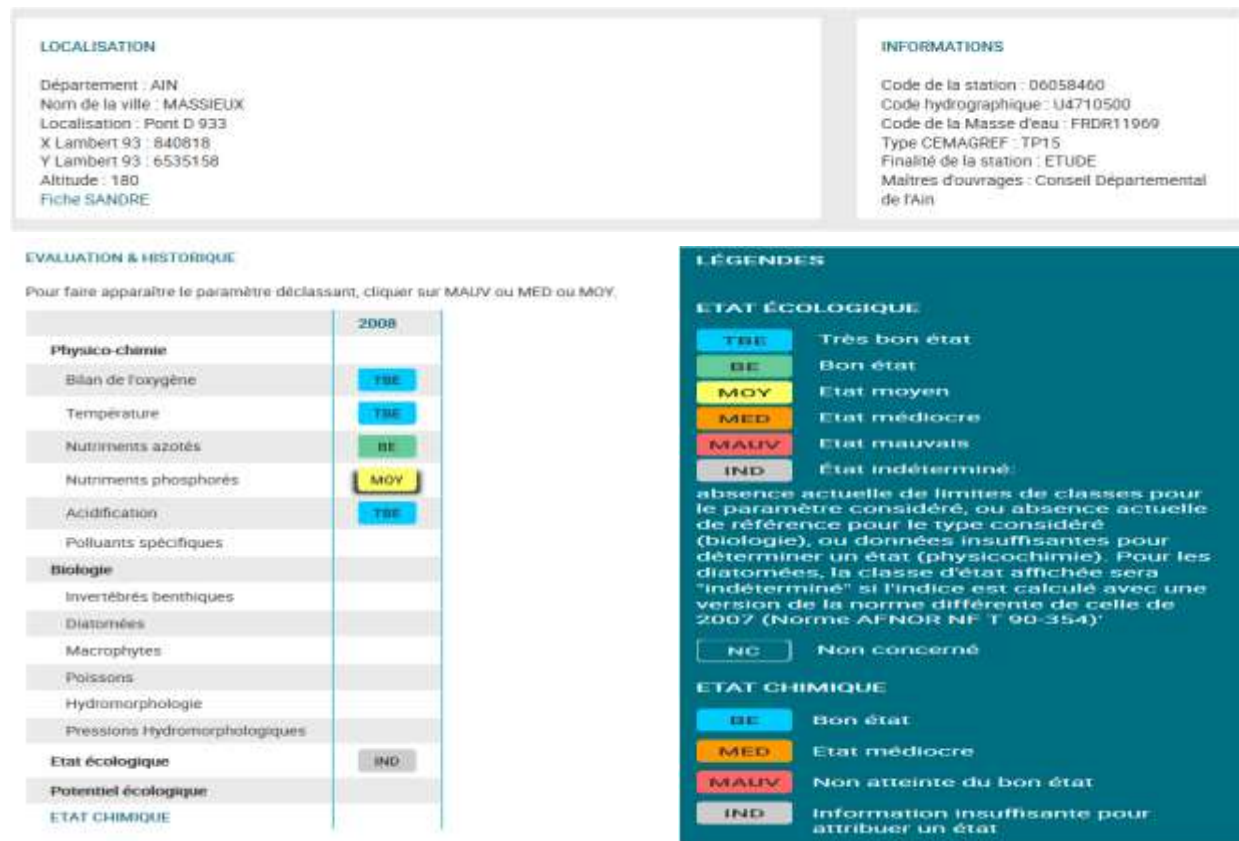 LOCALISATION
Département : AIN
Nom de la ville : MASSIEUX
Localisation : Pont D 933
X Lambert 93 : 840818
Y Lambert 93 : 6535158
Altitude : 180
Fiche SANDRE
INFORMATIONS
Code de la station : 06058460
Code hydrographique : U4710500
Code de la Masse d'eau : FRDR11969
Type CEMAGREF : TP15
Finalité de la station : ETUDE
Maîtres d'ouvrages : Conseil Départemental
de l'Ain
EVALUATION & HISTORIQUE
Pour faire apparaître le paramètre déclassant, cliquer sur MAUV ou MED ou MOY.
2008
Physico-chimie
Bilan de l'oxygène TBE
Température TBE
Nutriments azotés BE
Nutriments phosphorés MOY
Acidification TBE
Polluants spécifiques
Biologie
Invertébrés benthiques
Diatomées
Macrophytes
Poissons
Hydromorphologie
Pressions Hydromorphologiques
Etat écologique IND
Potentiel écologique
ETAT CHIMIQUE
LÉGENDES
ETAT ÉCOLOGIQUE
TBE Très bon état
BE Bon état
MOY Etat moyen
MED Etat médiocre
MAUV Etat mauvais
IND État indéterminé:
absence actuelle de limites de classes pour
le paramètre considéré, ou absence actuelle
de référence pour le type considéré
(biologie), ou données insuffisantes pour
déterminer un état (physicochimie). Pour les
diatomées, la classe d'état affichée sera
"indéterminé" si l'indice est calculé avec une
version de la norme différente de celle de
2007 (Norme AFNOR NF T 90-354)'
NC Non concerné
ETAT CHIMIQUE
BE Bon état
MED Etat médiocre
MAUV Non atteinte du bon état
IND Information insuffisante pour
attribuer un état